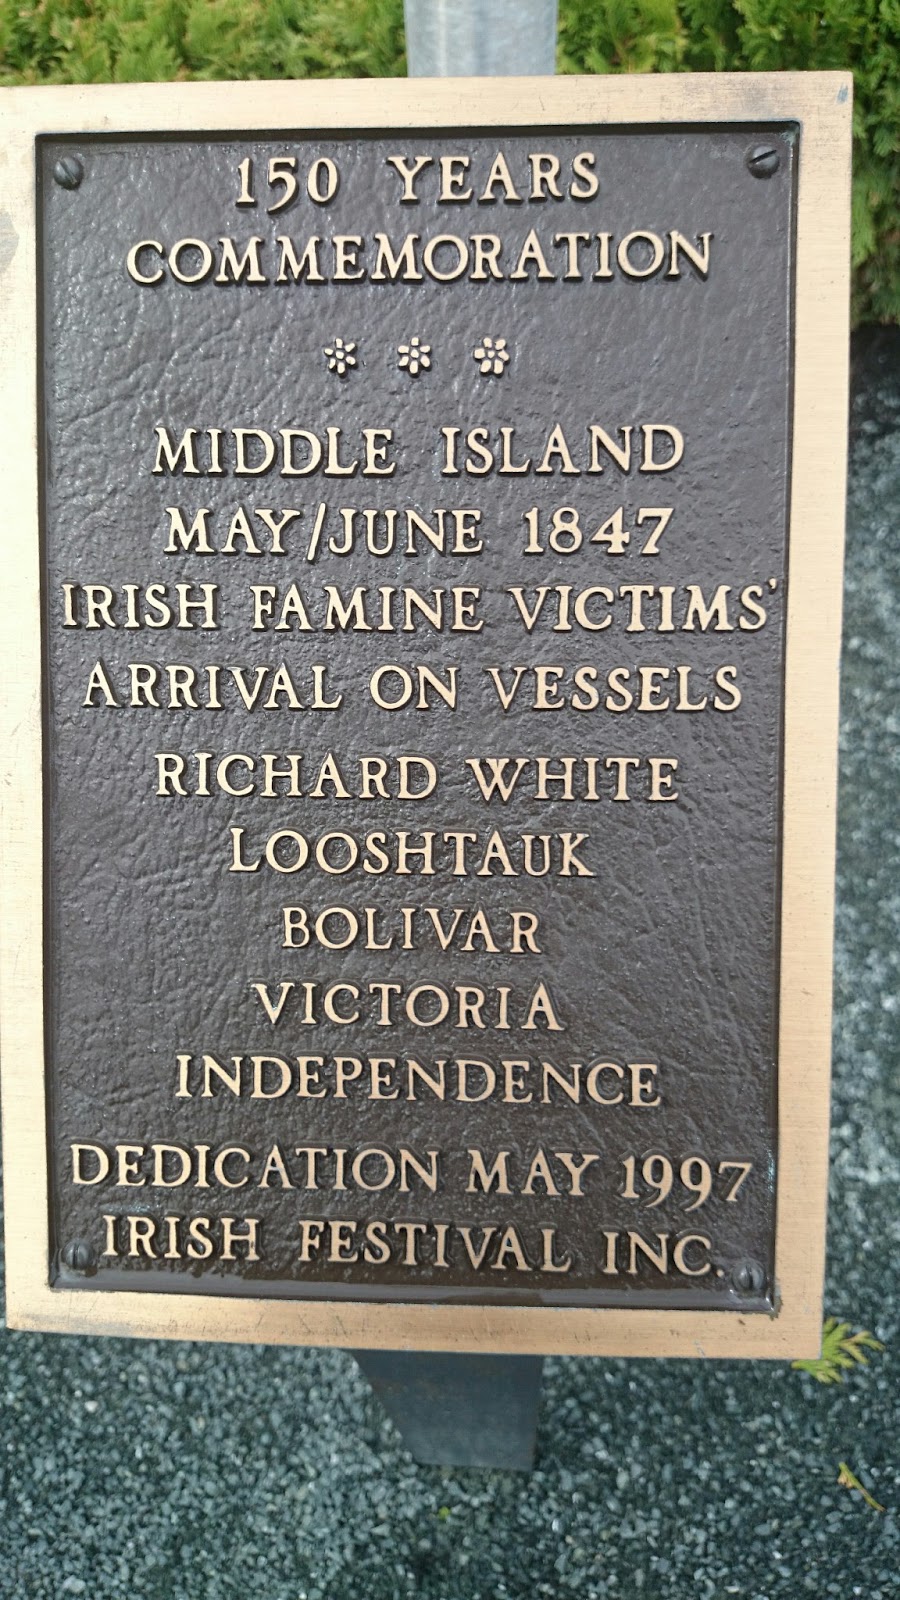 150 YEARS
COMMEMORATION
MIDDLE ISLAND
MAY/JUNE 1847
IRISH FAMINE VICTIMS'
ARRIVAL ON VESSELS
RICHARD WHITE
LOOSHTAUK
BOLIVAR
VICTORIA
INDEPENDENCE
DEDICATION MAY 1997
IRISH FESTIVAL INC.